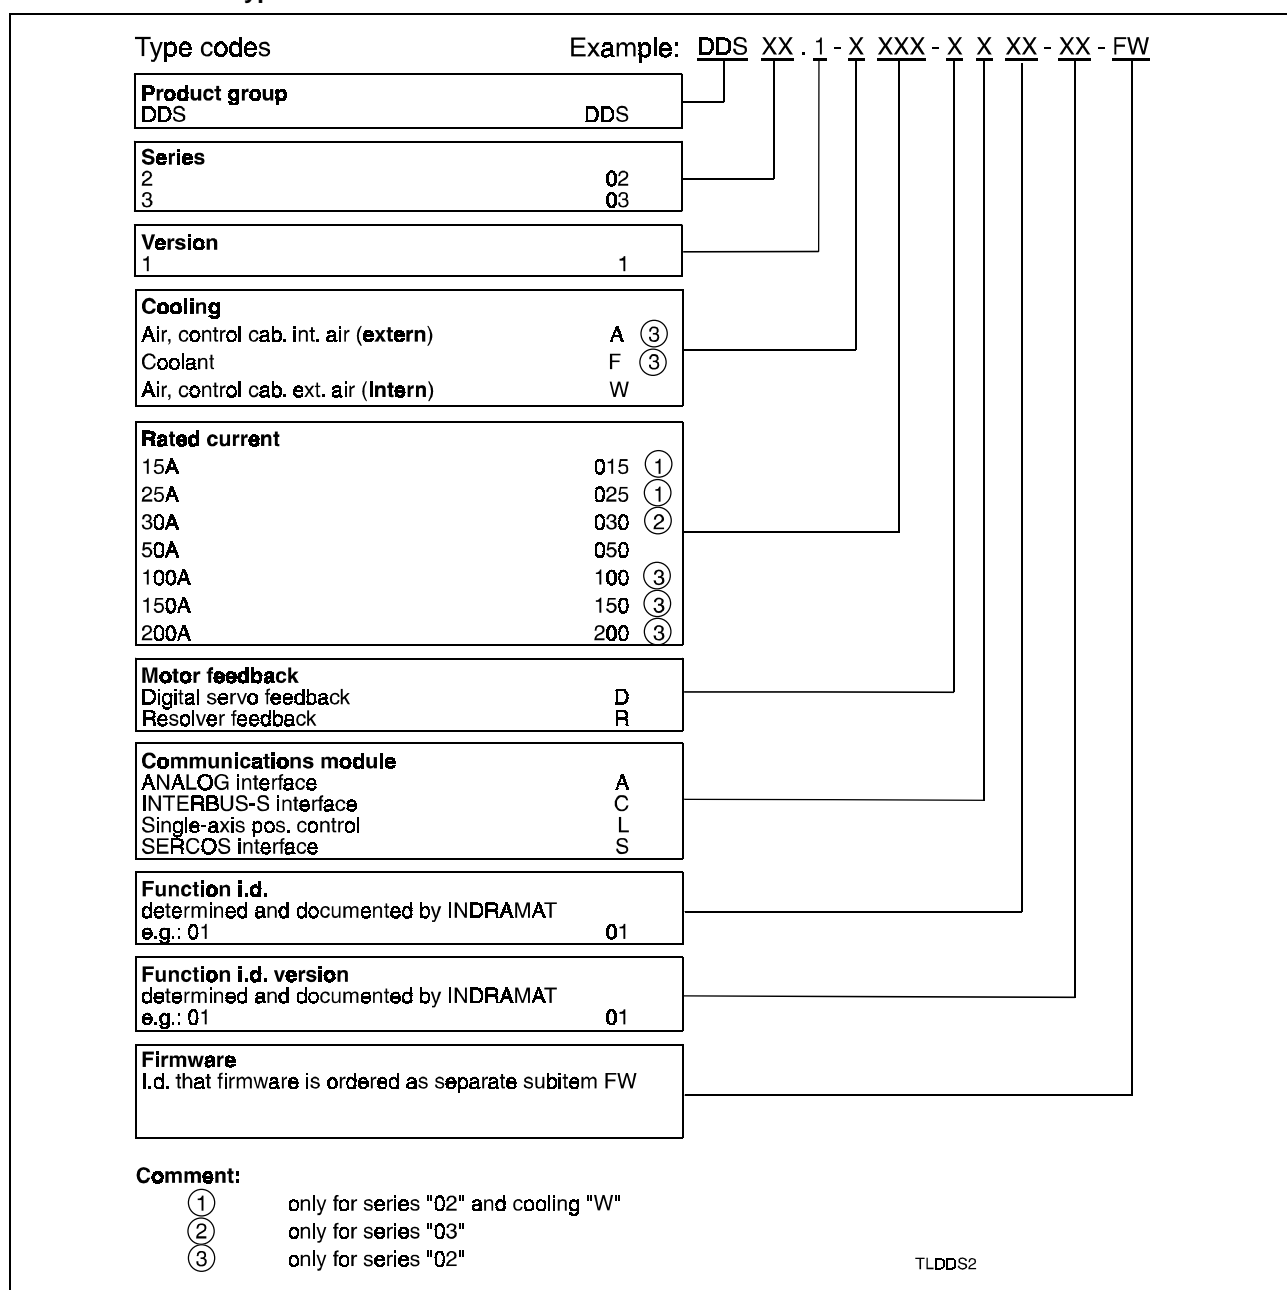 Type codes Example: DDS XX . 1 - X XXX - X X XX - XX - FW
Product group
DDS DDS
Series
2 02
3 03
Version
1 1
Cooling
Air, control cab. int. air (extern) A 3
Coolant F 3
Air, control cab. ext. air (Intern) W
Rated current
15A 015 1
25A 025 1
30A 030 2
50A 050
100A 100 3
150A 150 3
200A 200 3
Motor feedback
Digital servo feedback D
Resolver feedback R
Communications module
ANALOG interface A
INTERBUS-S interface C
Single-axis pos. control L
SERCOS interface S
Function i.d.
determined and documented by INDRAMAT
e.g.: 01 01
Function i.d. version
determined and documented by INDRAMAT
e.g.: 01 01
Firmware
I.d. that firmware is ordered as separate subitem FW
Comment:
1 only for series "02" and cooling "W"
2 only for series "03"
3 only for series "02"
TLDDS2